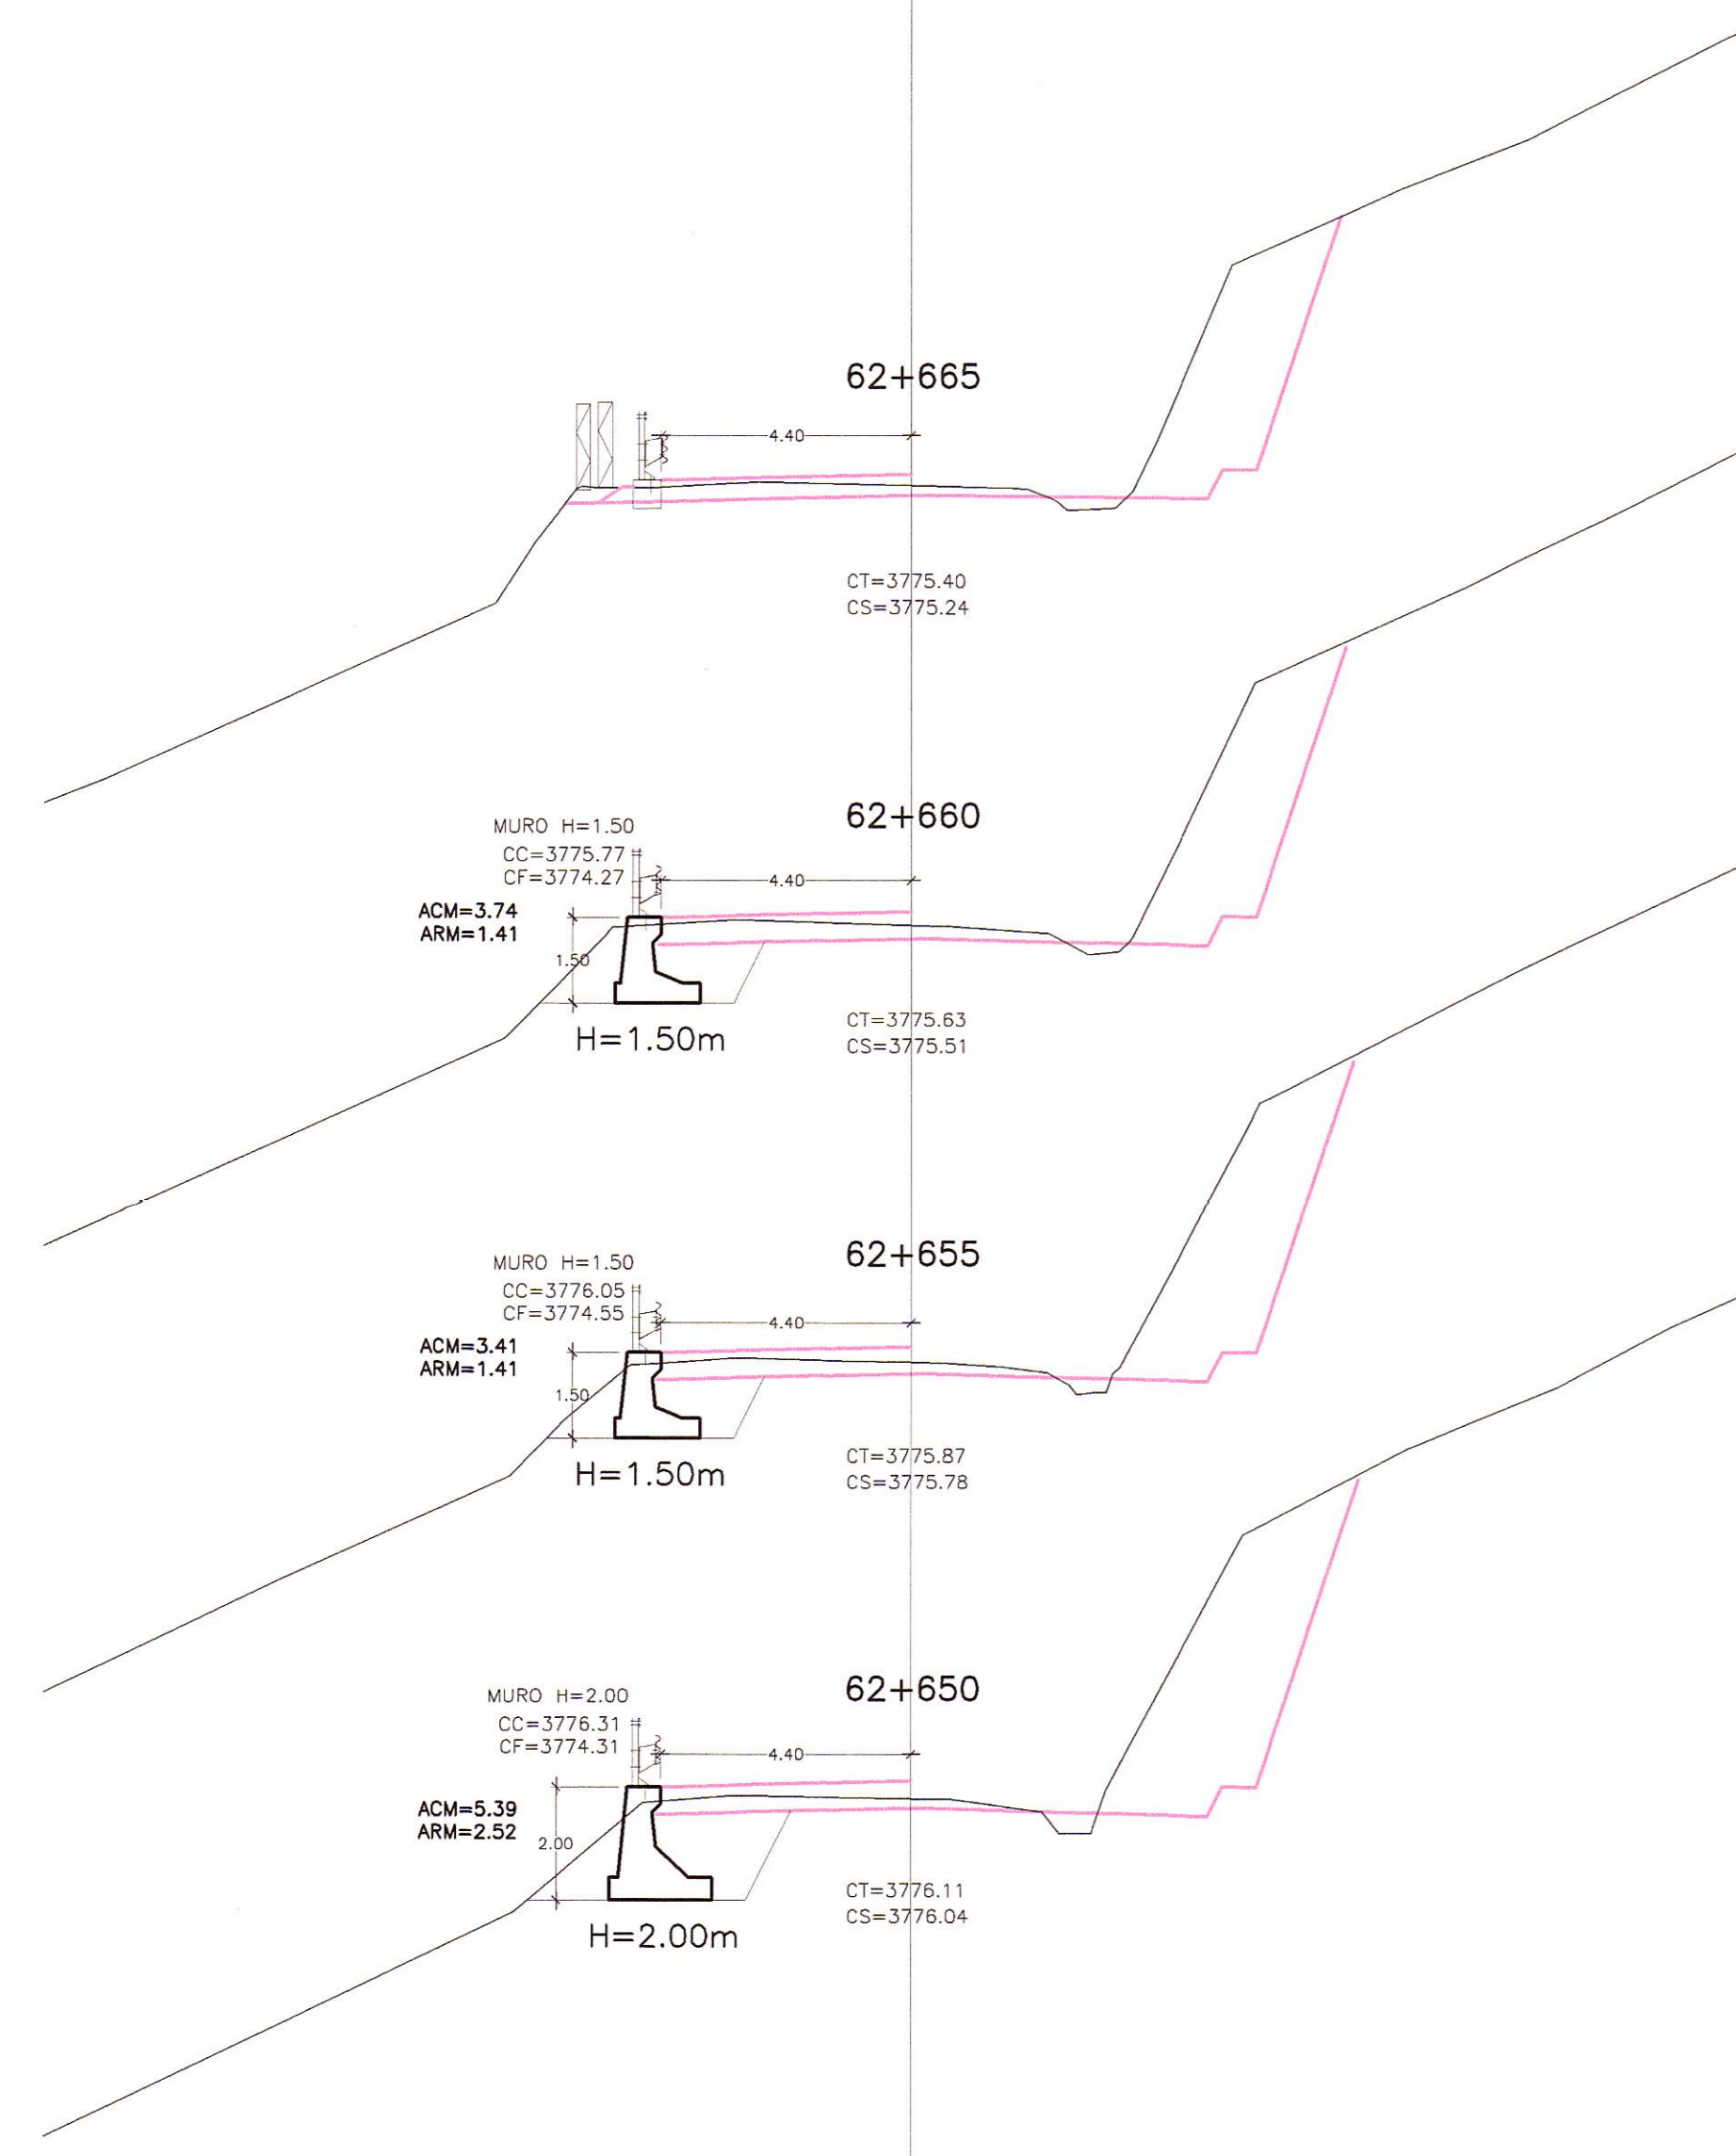 62+665
4.40
CT=3775.40
CS=3775.24
62+660
MURO H=1.50
CC=3775.77
CF=3774.27
4.40
ACM=3.74
ARM=1.41
1.50
H=1.50m
CT=3775.63
CS=3775.51
62+655
MURO H=1.50
CC=3776.05
CF=3774.55
4.40
ACM=3.41
ARM=1.41
1.50
H=1.50m
CT=3775.87
CS=3775.78
62+650
MURO H=2.00
CC=3776.31
CF=3774.31
4.40
ACM=5.39
ARM=2.52
2.00
H=2.00m
CT=3776.11
CS=3776.04